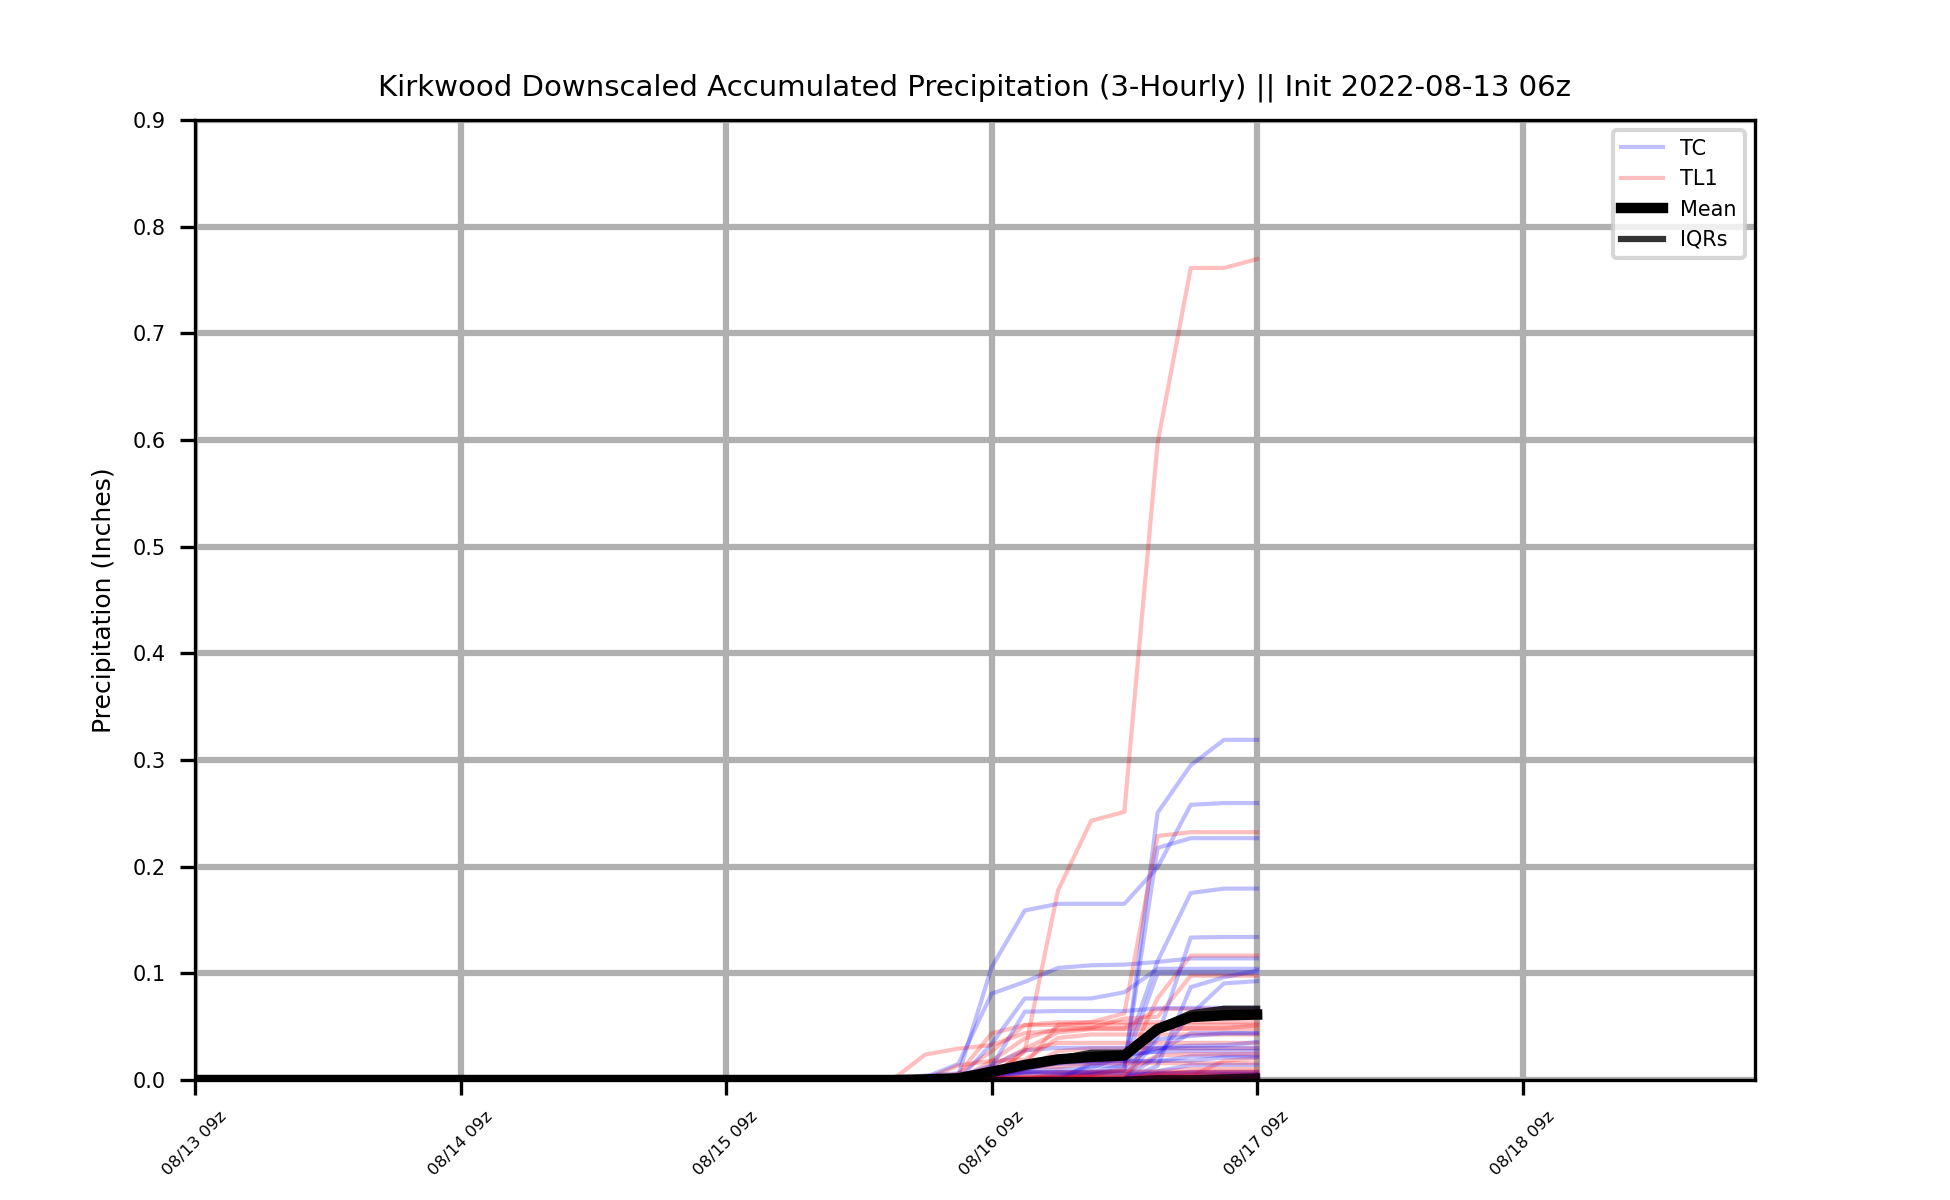 Kirkwood Downscaled Accumulated Precipitation (3-Hourly) || Init 2022-08-13 06z
TC
TL1
Mean
IQRs
Precipitation (Inches)
0.9
0.8
0.7
0.6
0.5
0.4
0.3
0.2
0.1
0.0
08/13 09z
08/14 09z
08/15 09z
08/16 09z
08/17 09z
08/18 09z